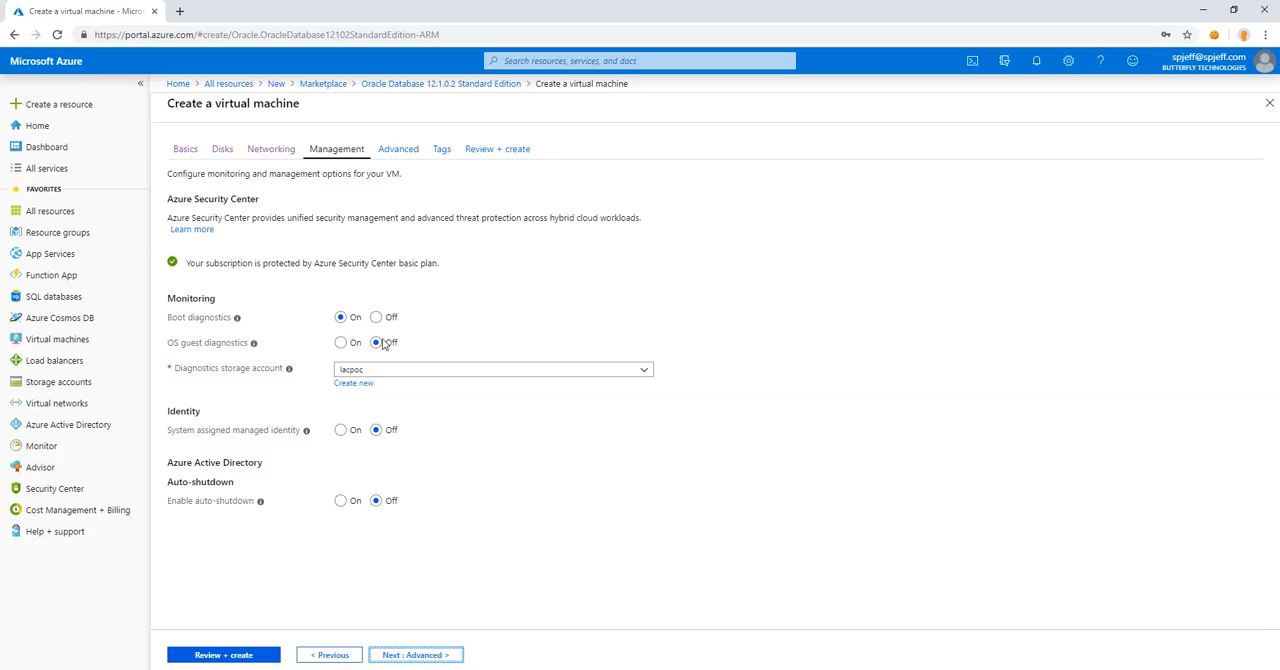 Create a virtual machine - Micros
https://portal.azure.com/#create/Oracle.OracleDatabase12102StandardEdition-ARM
Microsoft Azure
Search resources, services, and docs
spjeff@spjeff.com
BUTTERFLY TECHNOLOGIES
Home > All resources > New > Marketplace > Oracle Database 12.1.0.2 Standard Edition > Create a virtual machine
Create a virtual machine
Create a resource
Home
Dashboard
All services
FAVORITES
All resources
Resource groups
App Services
Function App
SQL databases
Azure Cosmos DB
Virtual machines
Load balancers
Storage accounts
Virtual networks
Azure Active Directory
Monitor
Advisor
Security Center
Cost Management + Billing
Help + support
Basics Disks Networking Management Advanced Tags Review + create
Configure monitoring and management options for your VM.
Azure Security Center
Azure Security Center provides unified security management and advanced threat protection across hybrid cloud workloads.
Learn more
Your subscription is protected by Azure Security Center basic plan.
Monitoring
Boot diagnostics On Off
OS guest diagnostics On Off
* Diagnostics storage account lacpoc
Create new
Identity
System assigned managed identity On Off
Azure Active Directory
Auto-shutdown
Enable auto-shutdown On Off
Review + create < Previous Next : Advanced >